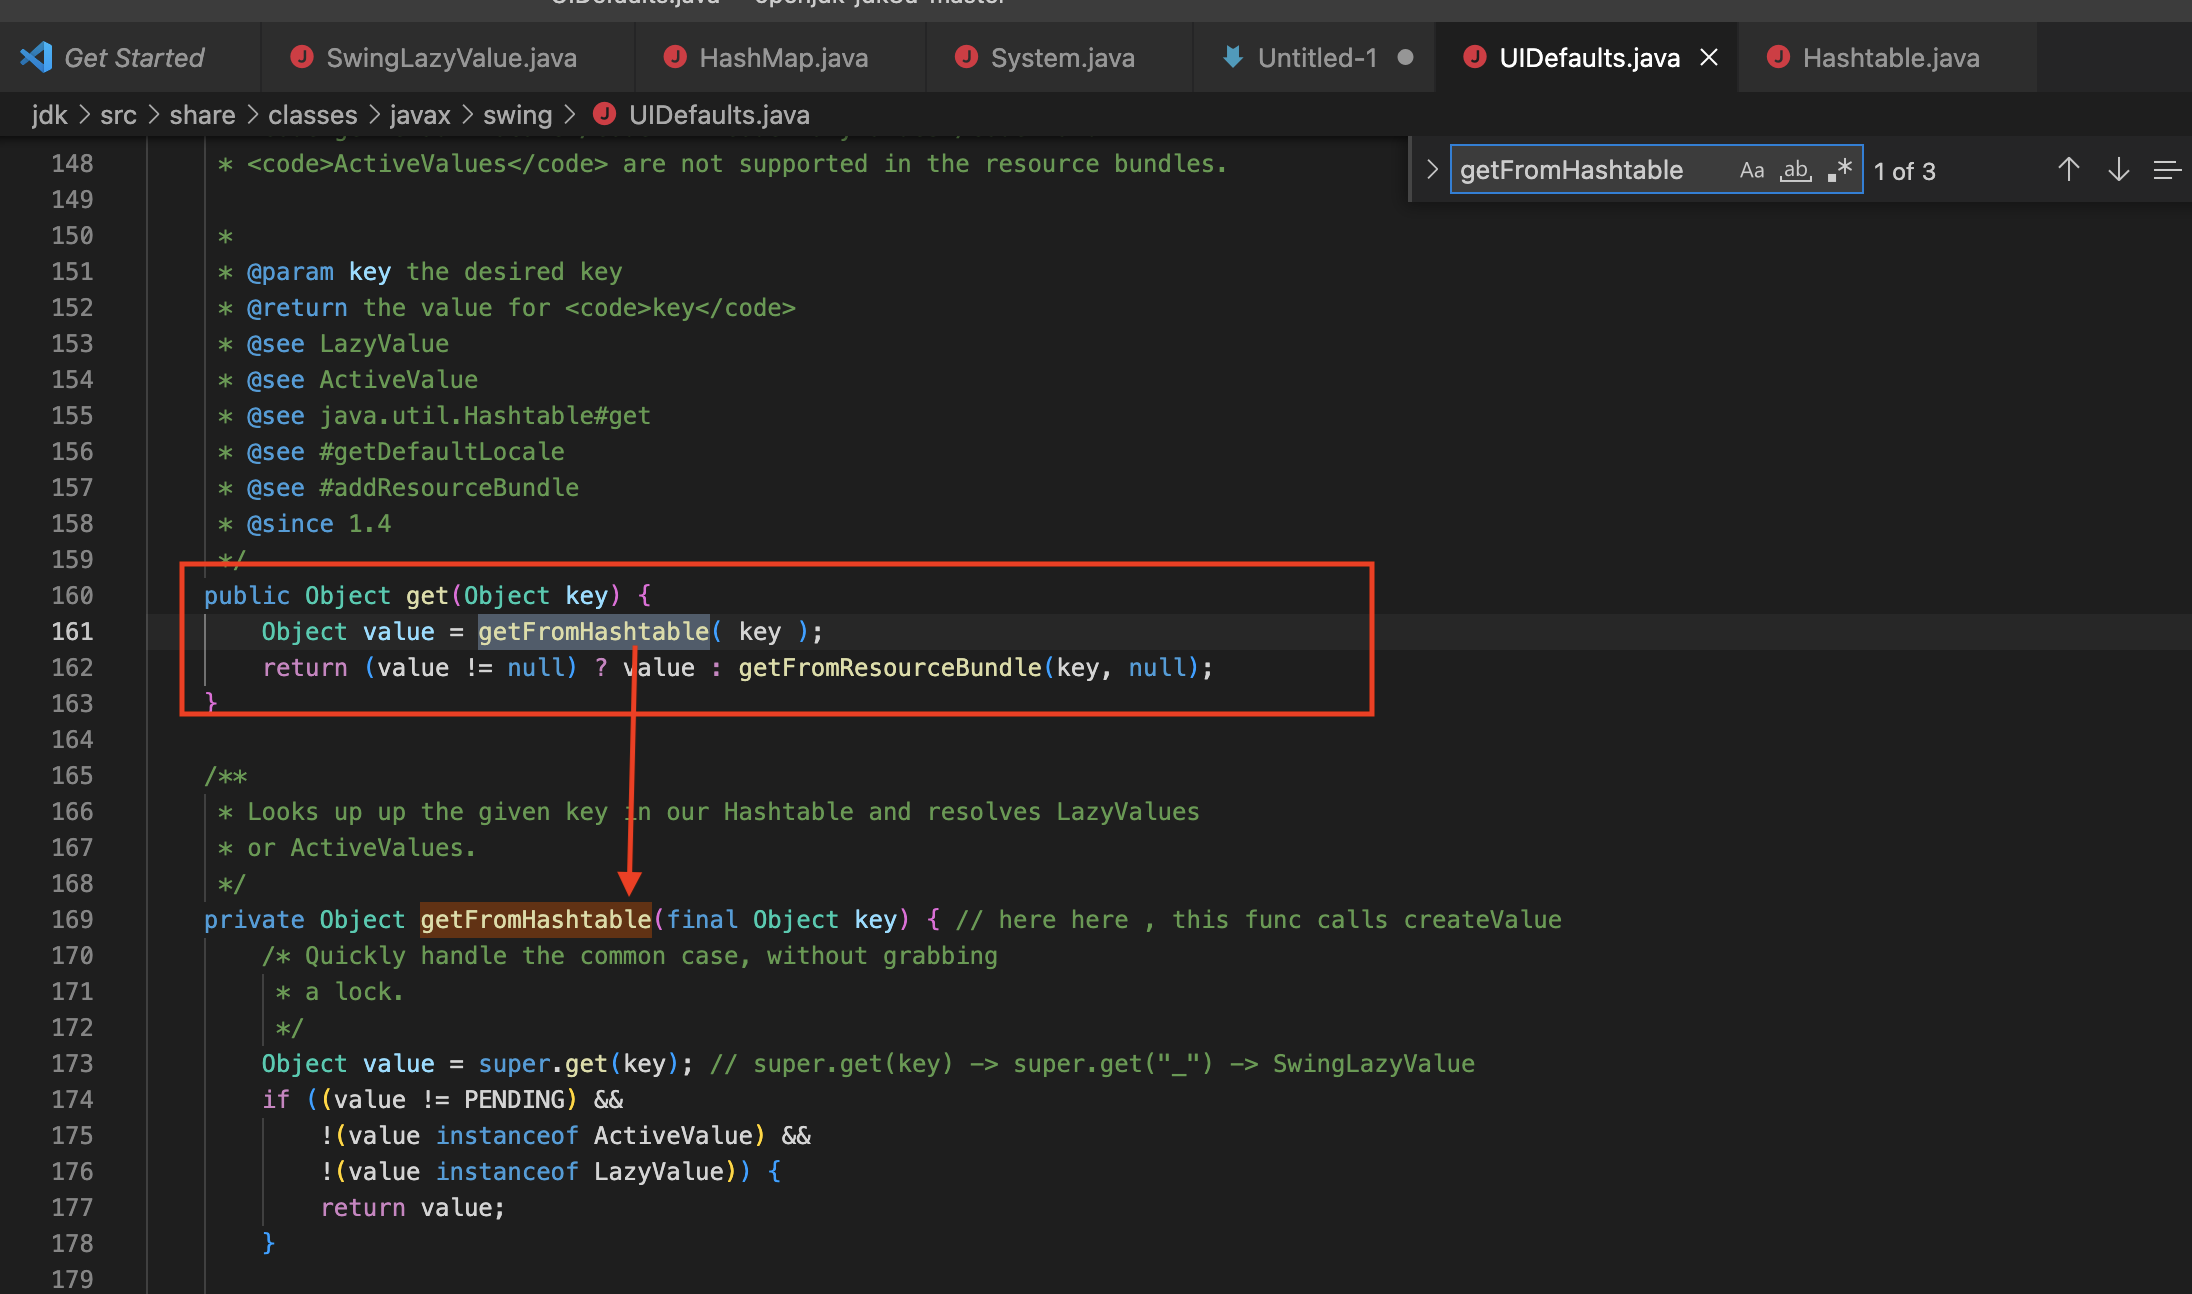 UIDefaults.java — openjdk-jdk8u-master
Get Started
SwingLazyValue.java
HashMap.java
System.java
Untitled-1
UIDefaults.java
Hashtable.java
jdk > src > share > classes > javax > swing > UIDefaults.java
getFromHashtable Aa ab .* 1 of 3
148 * <code>ActiveValues</code> are not supported in the resource bundles.
149
150 *
151 * @param key the desired key
152 * @return the value for <code>key</code>
153 * @see LazyValue
154 * @see ActiveValue
155 * @see java.util.Hashtable#get
156 * @see #getDefaultLocale
157 * @see #addResourceBundle
158 * @since 1.4
159 */
160 public Object get(Object key) {
161 Object value = getFromHashtable( key );
162 return (value != null) ? value : getFromResourceBundle(key, null);
163 }
164
165 /**
166 * Looks up up the given key in our Hashtable and resolves LazyValues
167 * or ActiveValues.
168 */
169 private Object getFromHashtable(final Object key) { // here here , this func calls createValue
170 /* Quickly handle the common case, without grabbing
171 * a lock.
172 */
173 Object value = super.get(key); // super.get(key) -> super.get("_") -> SwingLazyValue
174 if ((value != PENDING) &&
175 !(value instanceof ActiveValue) &&
176 !(value instanceof LazyValue)) {
177 return value;
178 }
179